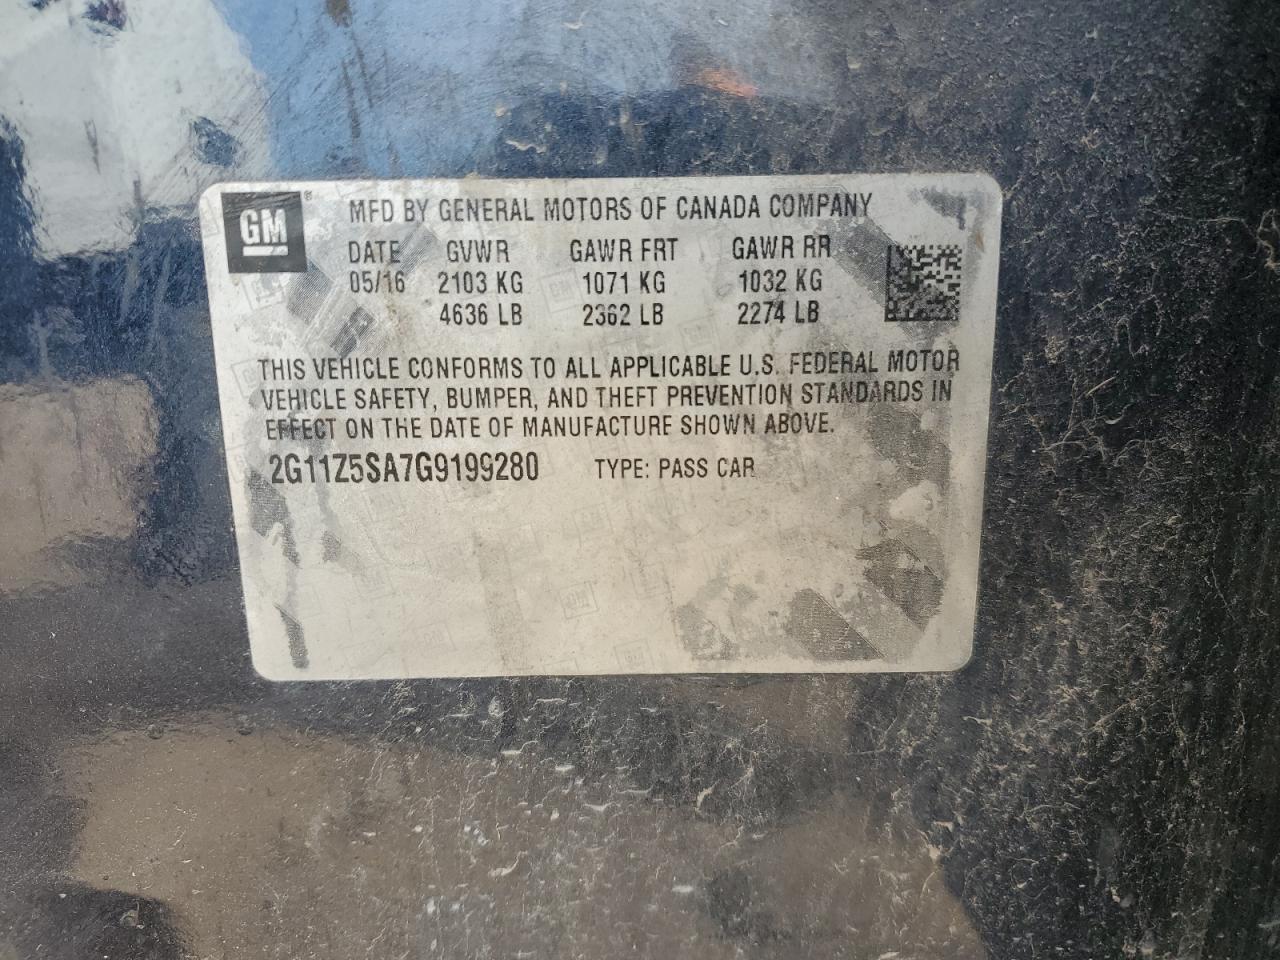 GM ® MFD BY GENERAL MOTORS OF CANADA COMPANY
DATE GVWR GAWR FRT GAWR RR
05/16 2103 KG 1071 KG 1032 KG
4636 LB 2362 LB 2274 LB
THIS VEHICLE CONFORMS TO ALL APPLICABLE U.S. FEDERAL MOTOR
VEHICLE SAFETY, BUMPER, AND THEFT PREVENTION STANDARDS IN
EFFECT ON THE DATE OF MANUFACTURE SHOWN ABOVE.
2G11Z5SA7G9199280 TYPE: PASS CAR